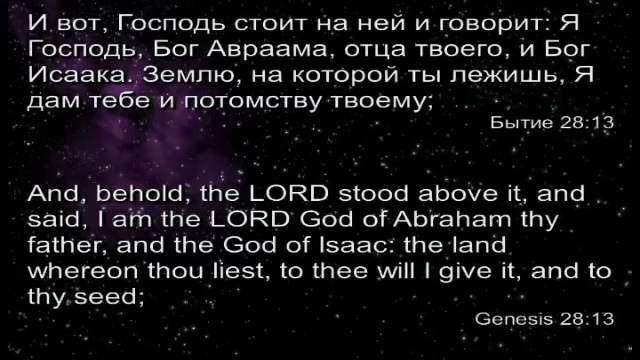 И вот, Господь стоит на ней и говорит: Я
Господь, Бог Авраама, отца твоего, и Бог
Исаака. Землю, на которой ты лежишь, Я
дам тебе и потомству твоему;
Бытие 28:13
And, behold, the LORD stood above it, and
said, I am the LORD God of Abraham thy
father, and the God of Isaac: the land
whereon thou liest, to thee will I give it, and to
thy seed;
Genesis 28:13